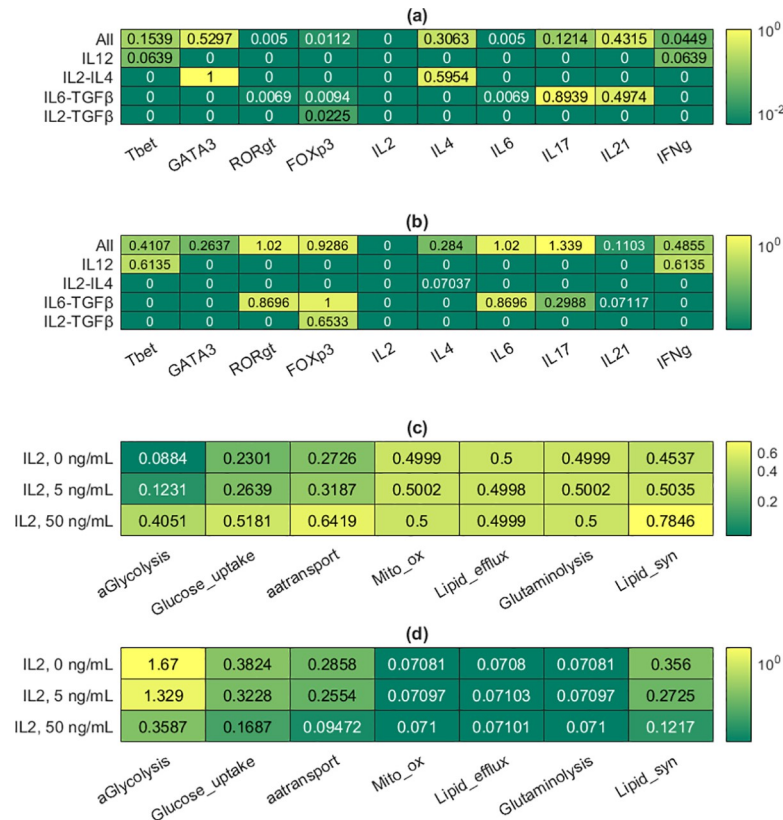 (a)
All 0.1539 0.5297 0.005 0.0112 0 0.3063 0.005 0.1214 0.4315 0.0449
IL12 0.0639 0 0 0 0 0 0 0 0 0.0639
IL2-IL4 0 1 0 0 0 0.5954 0 0 0 0
IL6-TGFβ 0 0 0.0069 0.0094 0 0 0.0069 0.8939 0.4974 0
IL2-TGFβ 0 0 0 0.0225 0 0 0 0 0 0
Tbet GATA3 RORgt FOXp3 IL2 IL4 IL6 IL17 IL21 IFNg
10⁰
10⁻²
(b)
All 0.4107 0.2637 1.02 0.9286 0 0.284 1.02 1.339 0.1103 0.4855
IL12 0.6135 0 0 0 0 0 0 0 0 0.6135
IL2-IL4 0 0 0 0 0 0.07037 0 0 0 0
IL6-TGFβ 0 0 0.8696 1 0 0 0.8696 0.2988 0.07117 0
IL2-TGFβ 0 0 0 0.6533 0 0 0 0 0 0
Tbet GATA3 RORgt FOXp3 IL2 IL4 IL6 IL17 IL21 IFNg
10⁰
(c)
IL2, 0 ng/mL 0.0884 0.2301 0.2726 0.4999 0.5 0.4999 0.4537
IL2, 5 ng/mL 0.1231 0.2639 0.3187 0.5002 0.4998 0.5002 0.5035
IL2, 50 ng/mL 0.4051 0.5181 0.6419 0.5 0.4999 0.5 0.7846
aGlycolysis Glucose_uptake aatransport Mito_ox Lipid_efflux Glutaminolysis Lipid_syn
0.6
0.4
0.2
(d)
IL2, 0 ng/mL 1.67 0.3824 0.2858 0.07081 0.0708 0.07081 0.356
IL2, 5 ng/mL 1.329 0.3228 0.2554 0.07097 0.07103 0.07097 0.2725
IL2, 50 ng/mL 0.3587 0.1687 0.09472 0.071 0.07101 0.071 0.1217
aGlycolysis Glucose_uptake aatransport Mito_ox Lipid_efflux Glutaminolysis Lipid_syn
10⁰